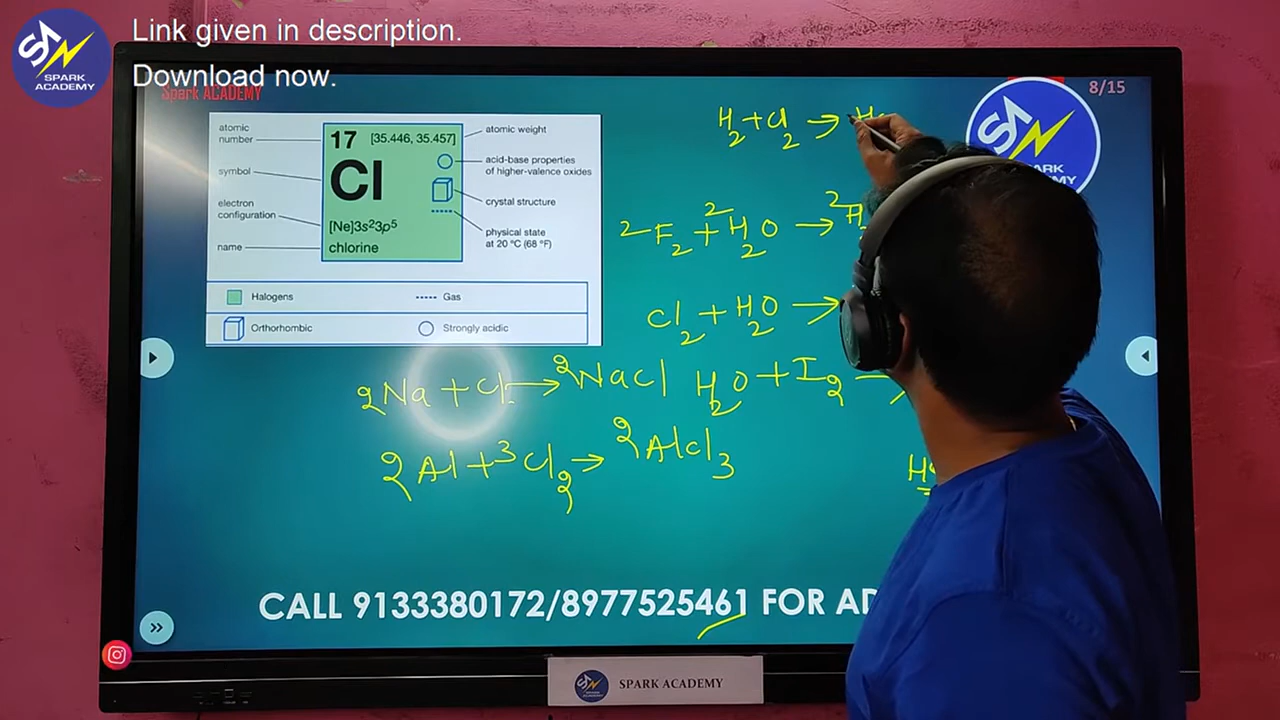 Link given in description.
Download now.
SPARK
ACADEMY
Spark ACADEMY
8/15
atomic
number
17 [35.446, 35.457]
atomic weight
symbol
Cl
acid-base properties
of higher-valence oxides
crystal structure
electron
configuration
[Ne]3s²3p⁵
physical state
at 20 °C (68 °F)
name
chlorine
Halogens
Gas
Orthorhombic
Strongly acidic
H₂ + Cl₂ → H
2F₂ + 2H₂O → 2H
Cl₂ + H₂O →
2Na + Cl₂ → 2NaCl
H₂O + I₂ →
2Al + 3Cl₂ → 2AlCl₃
CALL 9133380172/8977525461 FOR AD
SPARK ACADEMY